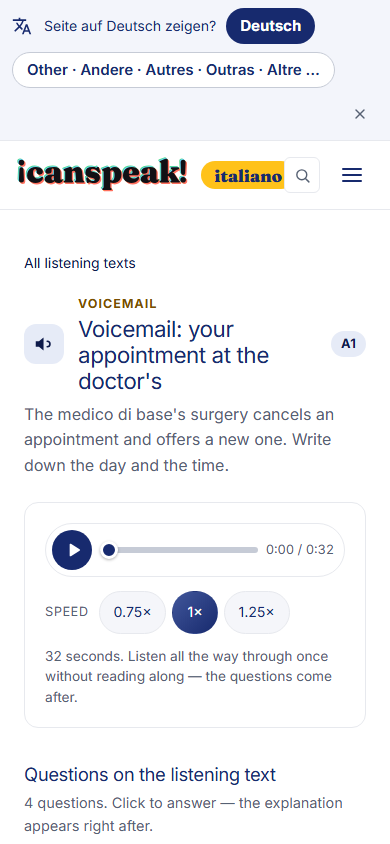 Seite auf Deutsch zeigen? Deutsch
Other · Andere · Autres · Outras · Altre ...
icanspeak! italiano
All listening texts
VOICEMAIL
Voicemail: your
appointment at the
doctor's
A1
The medico di base's surgery cancels an
appointment and offers a new one. Write
down the day and the time.
0:00 / 0:32
SPEED 0.75× 1× 1.25×
32 seconds. Listen all the way through once
without reading along — the questions come
after.
Questions on the listening text
4 questions. Click to answer — the explanation
appears right after.